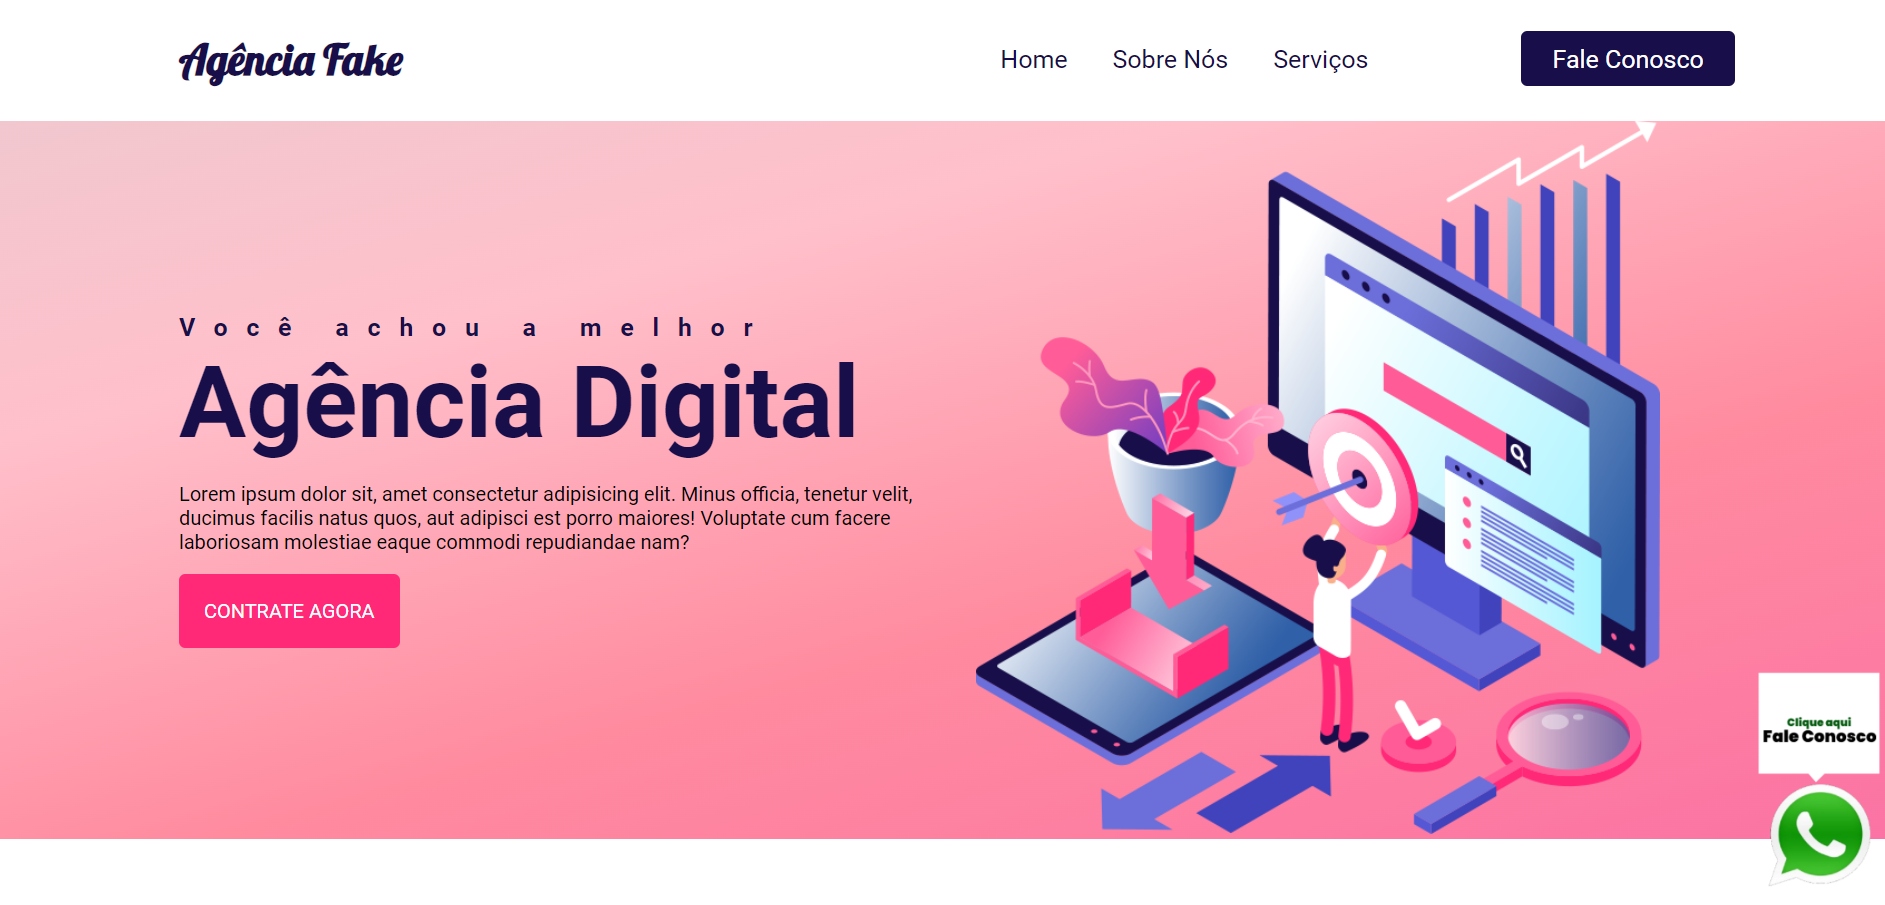 Agência Fake
Home
Sobre Nós
Serviços
Fale Conosco
Você achou a melhor
Agência Digital
Lorem ipsum dolor sit, amet consectetur adipisicing elit. Minus officia, tenetur velit,
ducimus facilis natus quos, aut adipisci est porro maiores! Voluptate cum facere
laboriosam molestiae eaque commodi repudiandae nam?
CONTRATE AGORA
Clique aqui
Fale Conosco